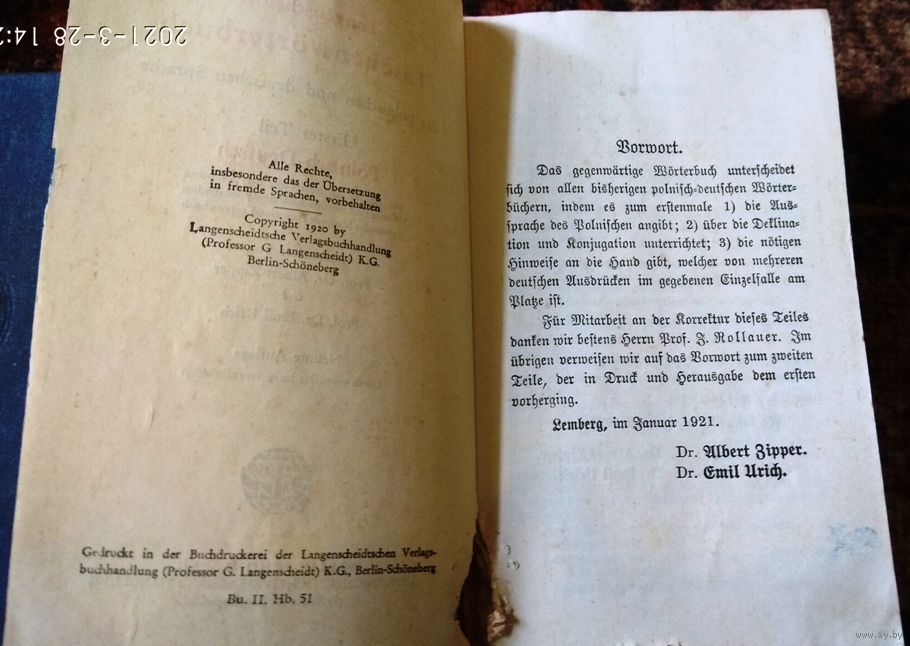 2021-3-28 14:2
Alle Rechte,
insbesondere das der Übersetzung
in fremde Sprachen, vorbehalten
Copyright 1920 by
Langenscheidtsche Verlagsbuchhandlung
(Professor G Langenscheidt) K.G.
Berlin-Schöneberg
Gedruckt in der Buchdruckerei der Langenscheidtschen Verlags-
buchhandlung (Professor G. Langenscheidt) K.G., Berlin-Schöneberg
Bu. II. Hb. 51
Vorwort.
Das gegenwärtige Wörterbuch unterscheidet
sich von allen bisherigen polnisch-deutschen Wörter-
büchern, indem es zum erstenmale 1) die Aus-
sprache des Polnischen angibt; 2) über die Deklina-
tion und Konjugation unterrichtet; 3) die nötigen
Hinweise an die Hand gibt, welcher von mehreren
deutschen Ausdrücken im gegebenen Einzelfalle am
Platze ist.
Für Mitarbeit an der Korrektur dieses Teiles
danken wir bestens Herrn Prof. J. Rollauer. Im
übrigen verweisen wir auf das Vorwort zum zweiten
Teile, der in Druck und Herausgabe dem ersten
vorherging.
Lemberg, im Januar 1921.
Dr. Albert Zipper.
Dr. Emil Urich.
www.ay.by